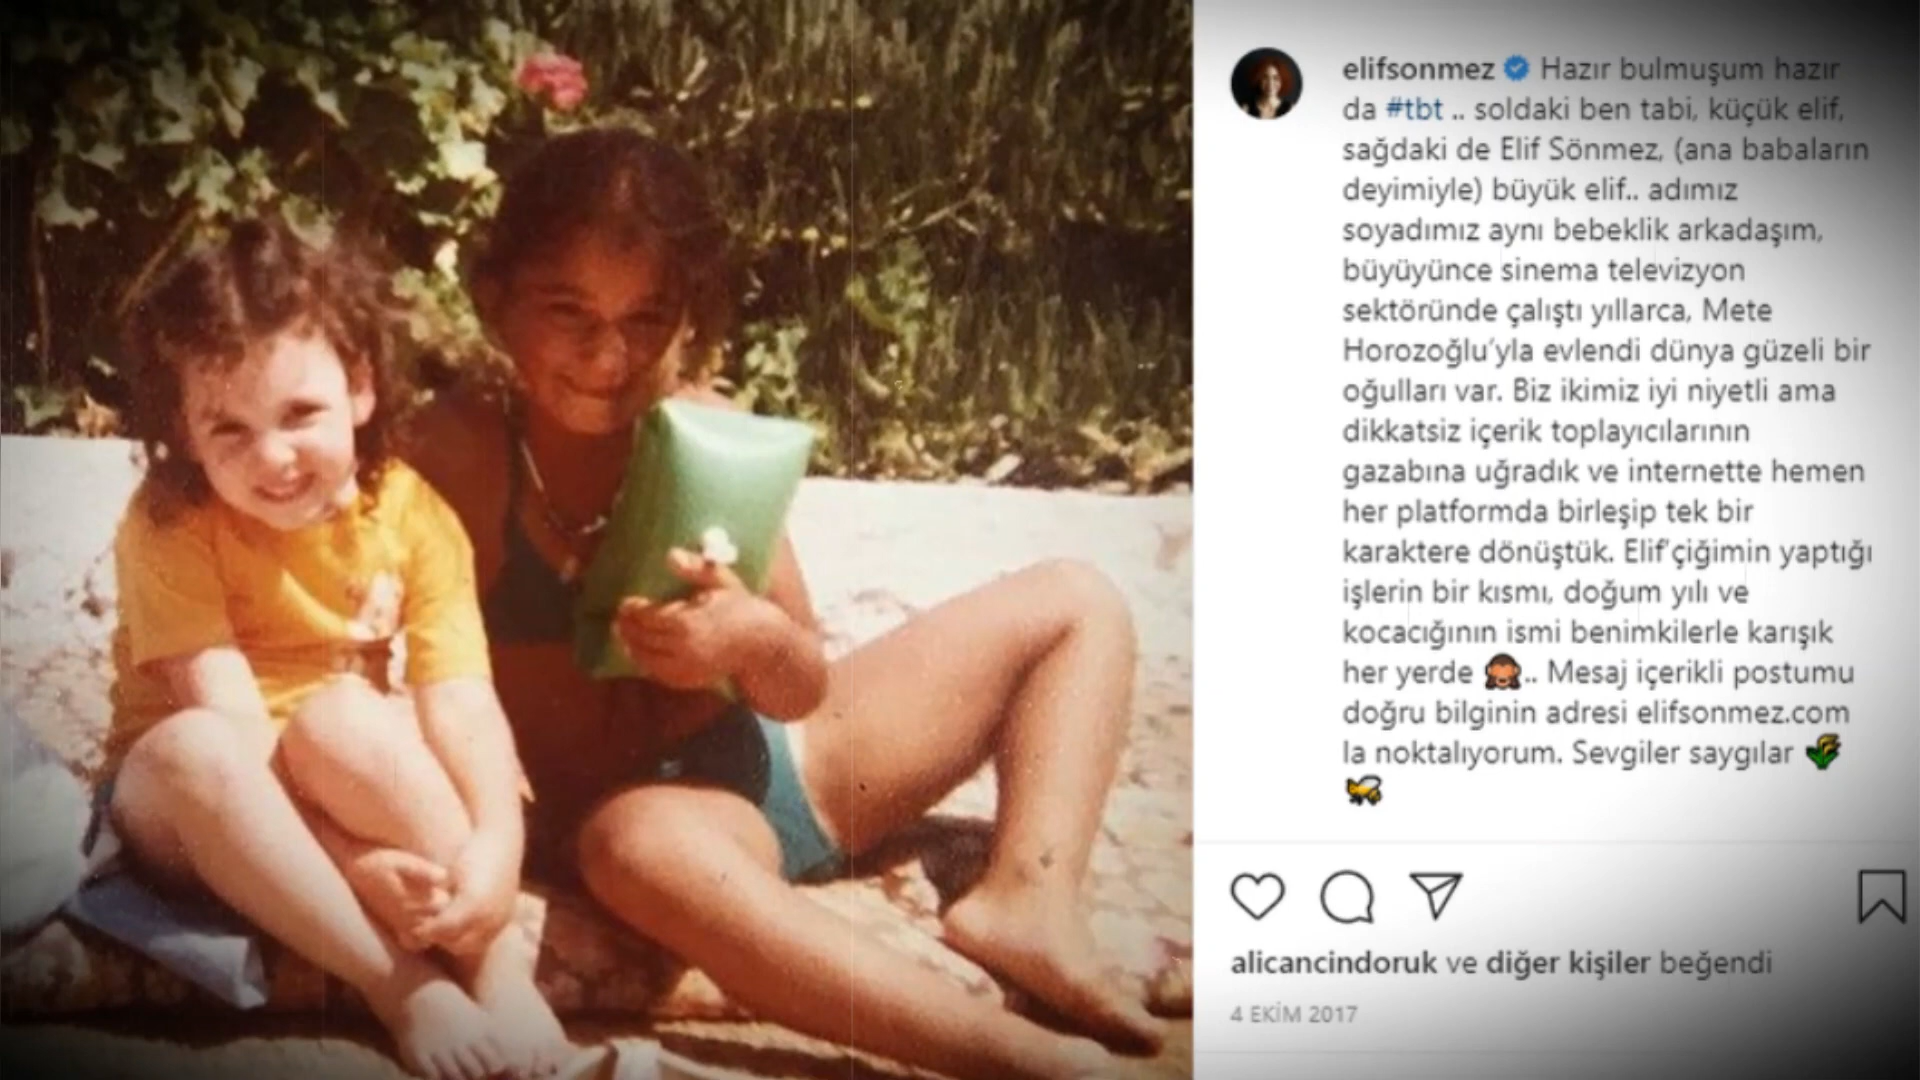 elifsonmez Hazır bulmuşum hazır
da #tbt .. soldaki ben tabi, küçük elif,
sağdaki de Elif Sönmez, (ana babaların
deyimiyle) büyük elif.. adımız
soyadımız aynı bebeklik arkadaşım,
büyüyünce sinema televizyon
sektöründe çalıştı yıllarca, Mete
Horozoğlu'yla evlendi dünya güzeli bir
oğulları var. Biz ikimiz iyi niyetli ama
dikkatsiz içerik toplayıcılarının
gazabına uğradık ve internette hemen
her platformda birleşip tek bir
karaktere dönüştük. Elif'çiğimin yaptığı
işlerin bir kısmı, doğum yılı ve
kocacığının ismi benimkilerle karışık
her yerde 🙈.. Mesaj içerikli postumu
doğru bilginin adresi elifsonmez.com
la noktalıyorum. Sevgiler saygılar 🌾
🐝
alicancindoruk ve diğer kişiler beğendi
4 EKİM 2017